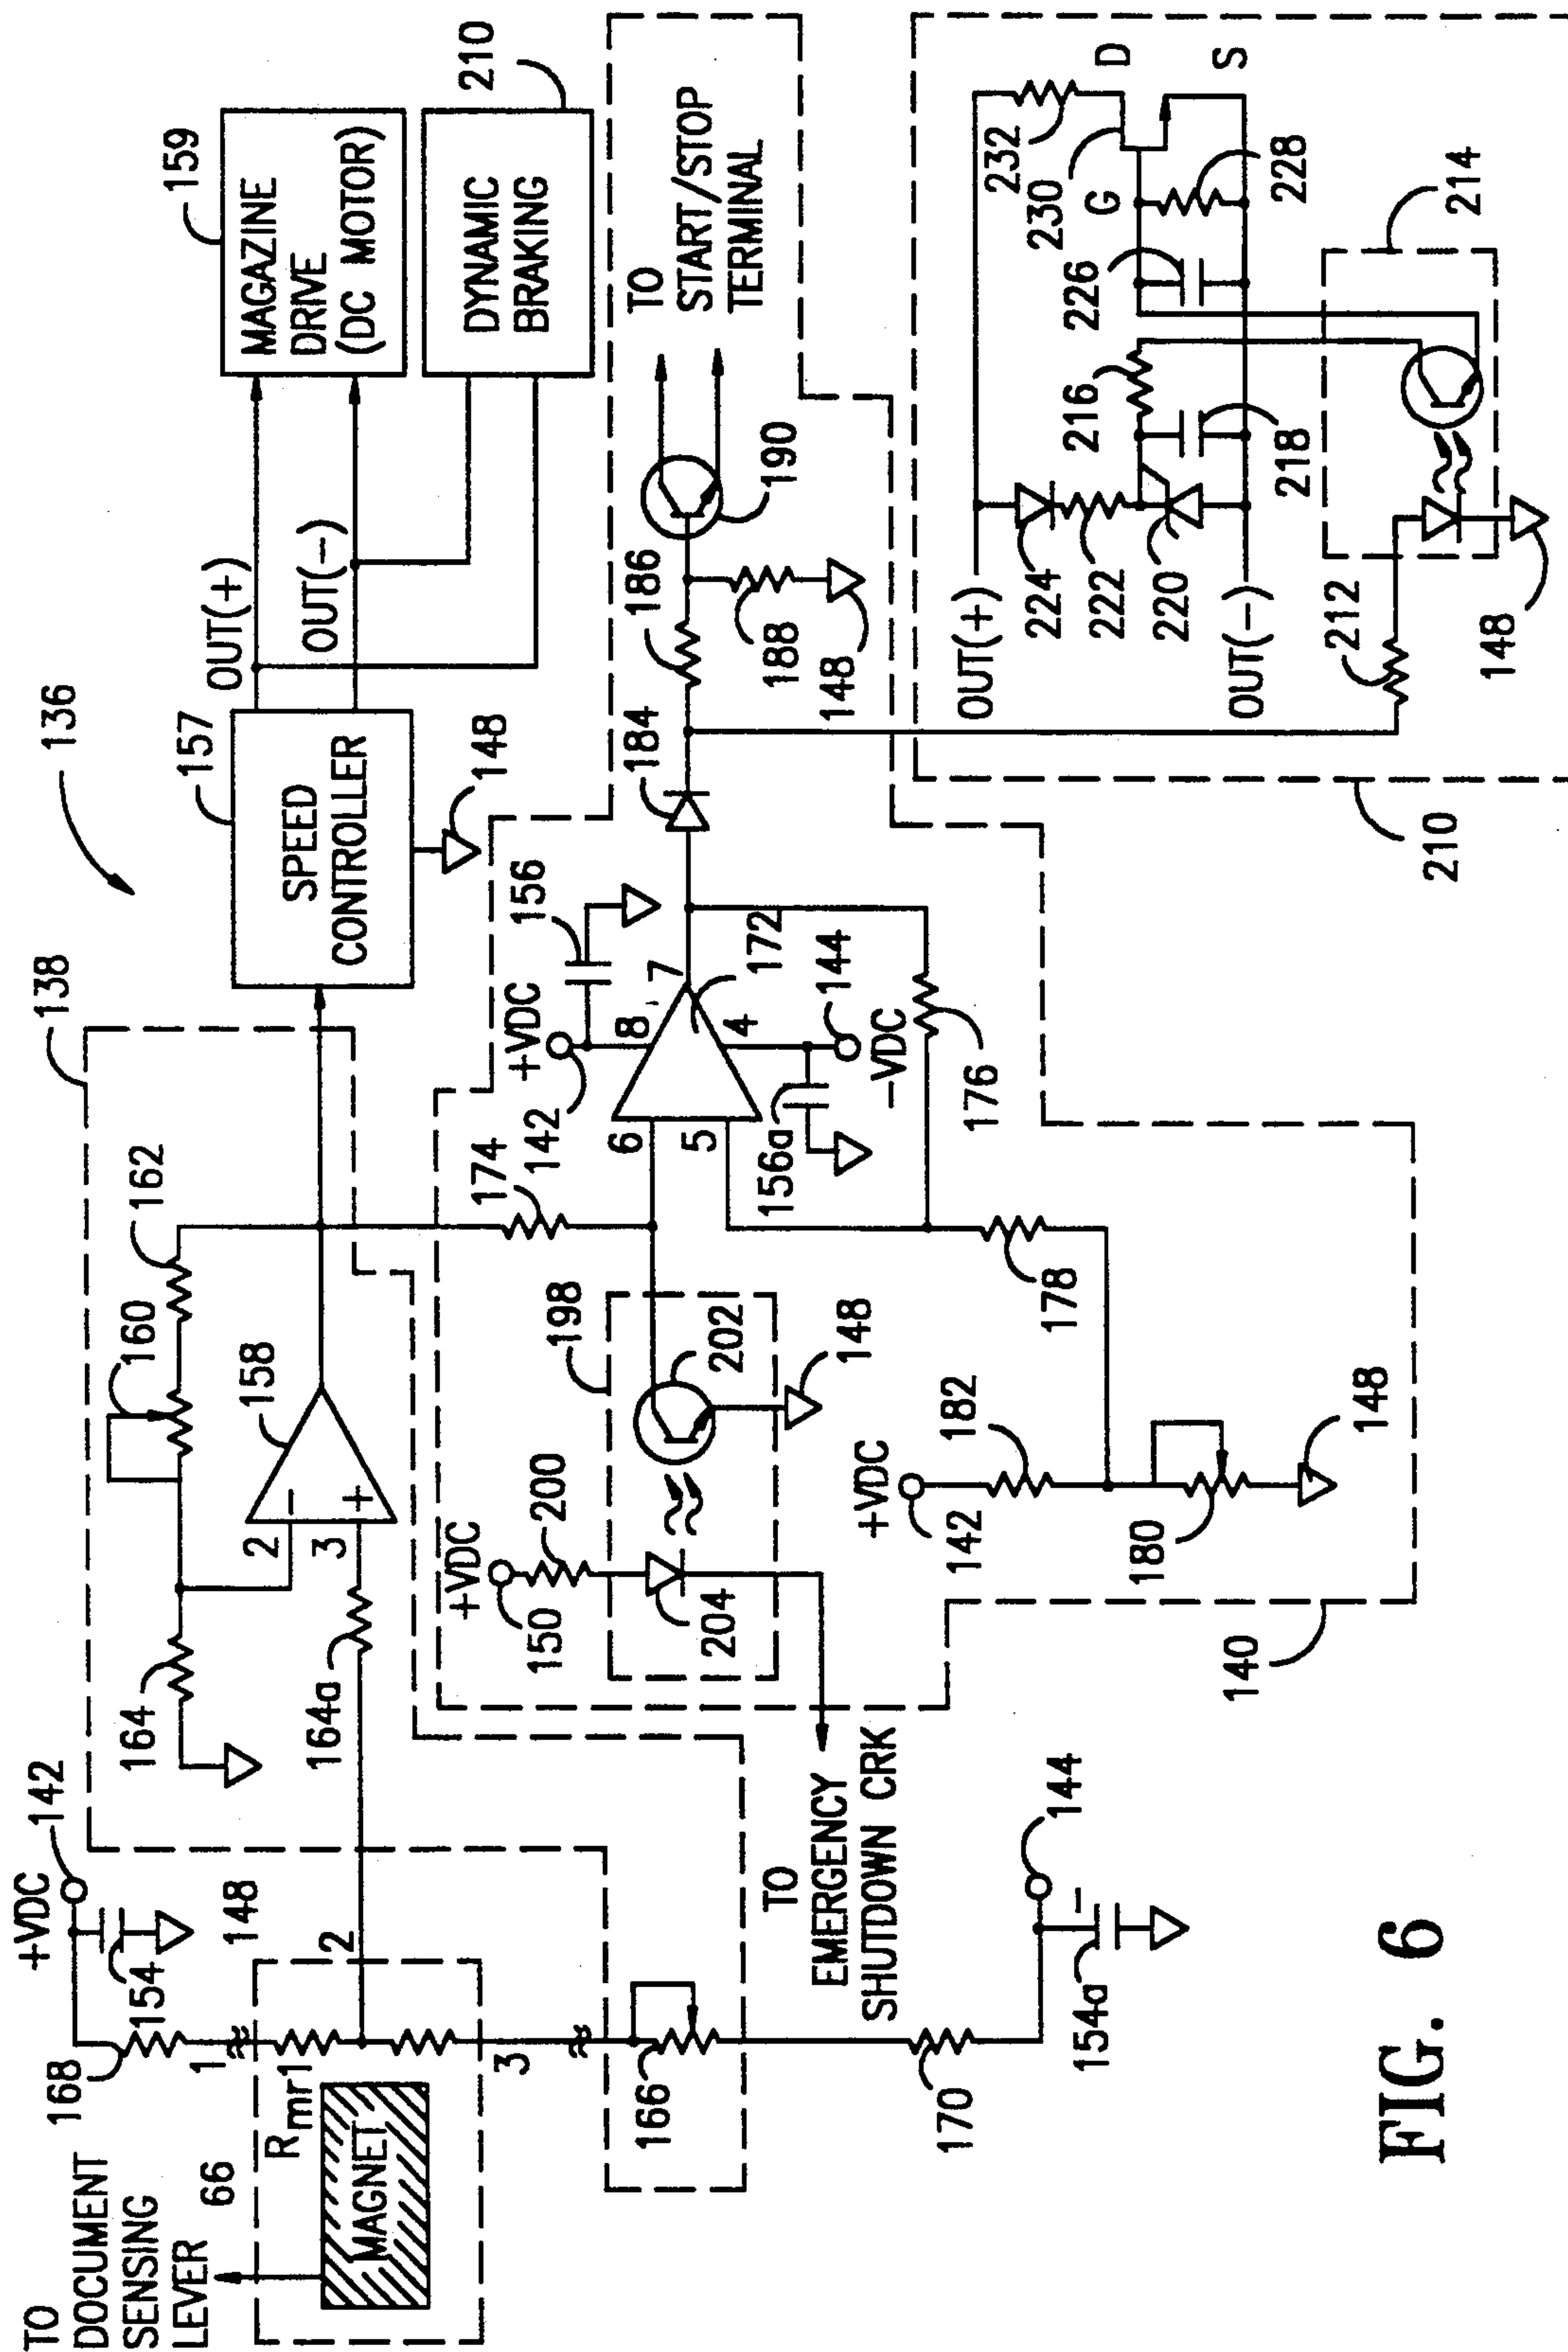 136
138
157
SPEED
CONTROLLER
148
OUT(+)
OUT(−)
159
MAGAZINE
DRIVE
(DC MOTOR)
210
DYNAMIC
BRAKING
TO
DOCUMENT
SENSING
LEVER
66
MAGNET
Rmr1
168
+VDC
142
154
148
1
2
3
166
170
144
−
154a
164
164a
2
3
−
+
158
160
162
174
+VDC
150
200
204
198
202
148
TO
EMERGENCY
SHUTDOWN CRK
+VDC
142
182
180
148
178
140
6
5
7
8
4
+VDC
142
156
172
144
−VDC
156a
176
184
186
188
148
190
TO
START/STOP
TERMINAL
210
OUT(+)
OUT(−)
224
222
220
218
216
226
228
230
232
G
D
S
212
214
148
FIG. 6